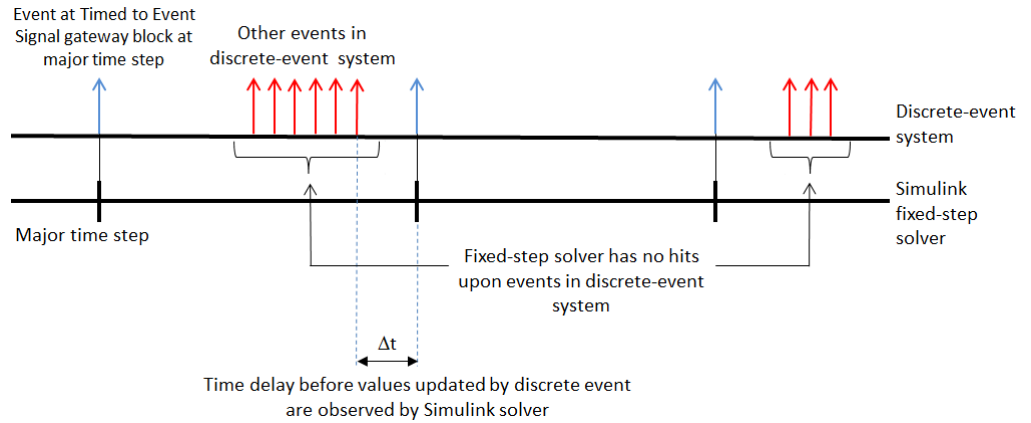 Event at Timed to Event
Signal gateway block at
major time step
Other events in
discrete-event system
Discrete-event
system
Simulink
fixed-step
solver
Major time step
Fixed-step solver has no hits
upon events in discrete-event
system
Δt
Time delay before values updated by discrete event
are observed by Simulink solver